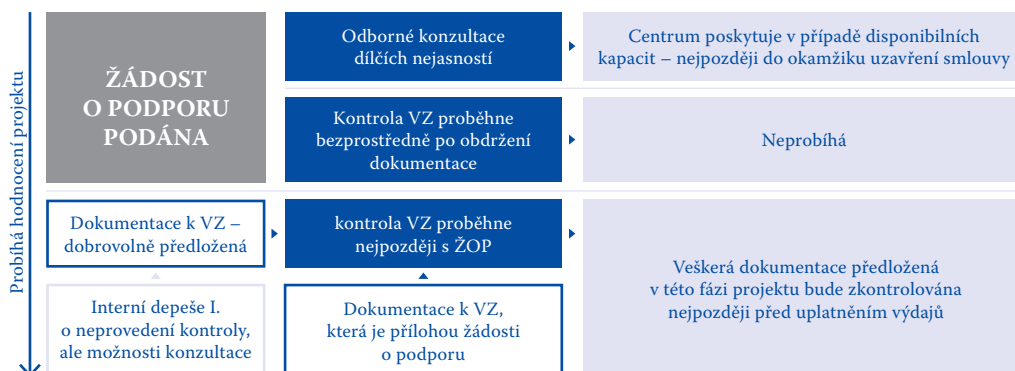 Probíhá hodnocení projektu
ŽÁDOST
O PODPORU
PODÁNA
Odborné konzultace
dílčích nejasností
Centrum poskytuje v případě disponibilních
kapacit – nejpozději do okamžiku uzavření smlouvy
Kontrola VZ proběhne
bezprostředně po obdržení
dokumentace
Neprobíhá
Dokumentace k VZ –
dobrovolně předložená
kontrola VZ proběhne
nejpozději s ŽOP
Veškerá dokumentace předložená
v této fázi projektu bude zkontrolována
nejpozději před uplatněním výdajů
Interní depeše I.
o neprovedení kontroly,
ale možnosti konzultace
Dokumentace k VZ,
která je přílohou žádosti
o podporu